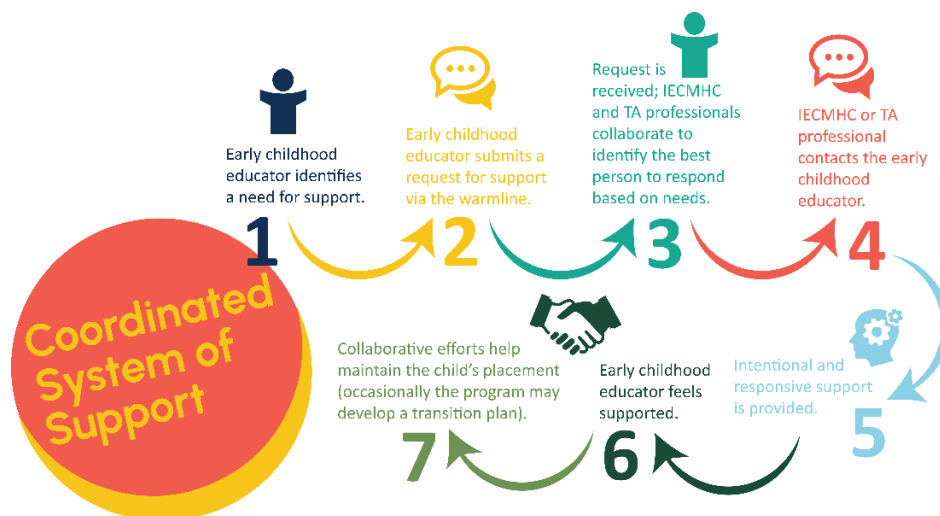 Coordinated
System of
Support
Early childhood
educator identifies
a need for support.
1
Early childhood
educator submits a
request for support
via the warmline.
2
Request is
received; IECMHC
and TA professionals
collaborate to
identify the best
person to respond
based on needs.
3
IECMHC or TA
professional
contacts the early
childhood
educator.
4
Intentional and
responsive support
is provided.
5
Early childhood
educator feels
supported.
6
Collaborative efforts help
maintain the child's placement
(occasionally the program may
develop a transition plan).
7